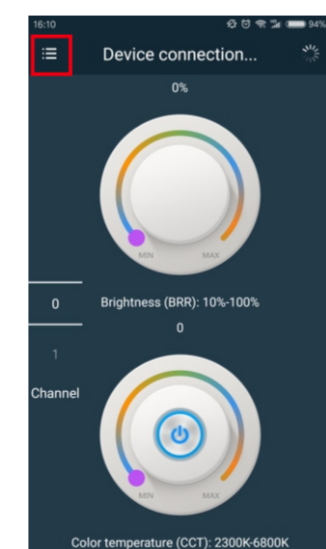 16:10
94%
Device connection...
0%
MIN MAX
0
Brightness (BRR): 10%-100%
0
1
Channel
MIN MAX
Color temperature (CCT): 2300K-6800K